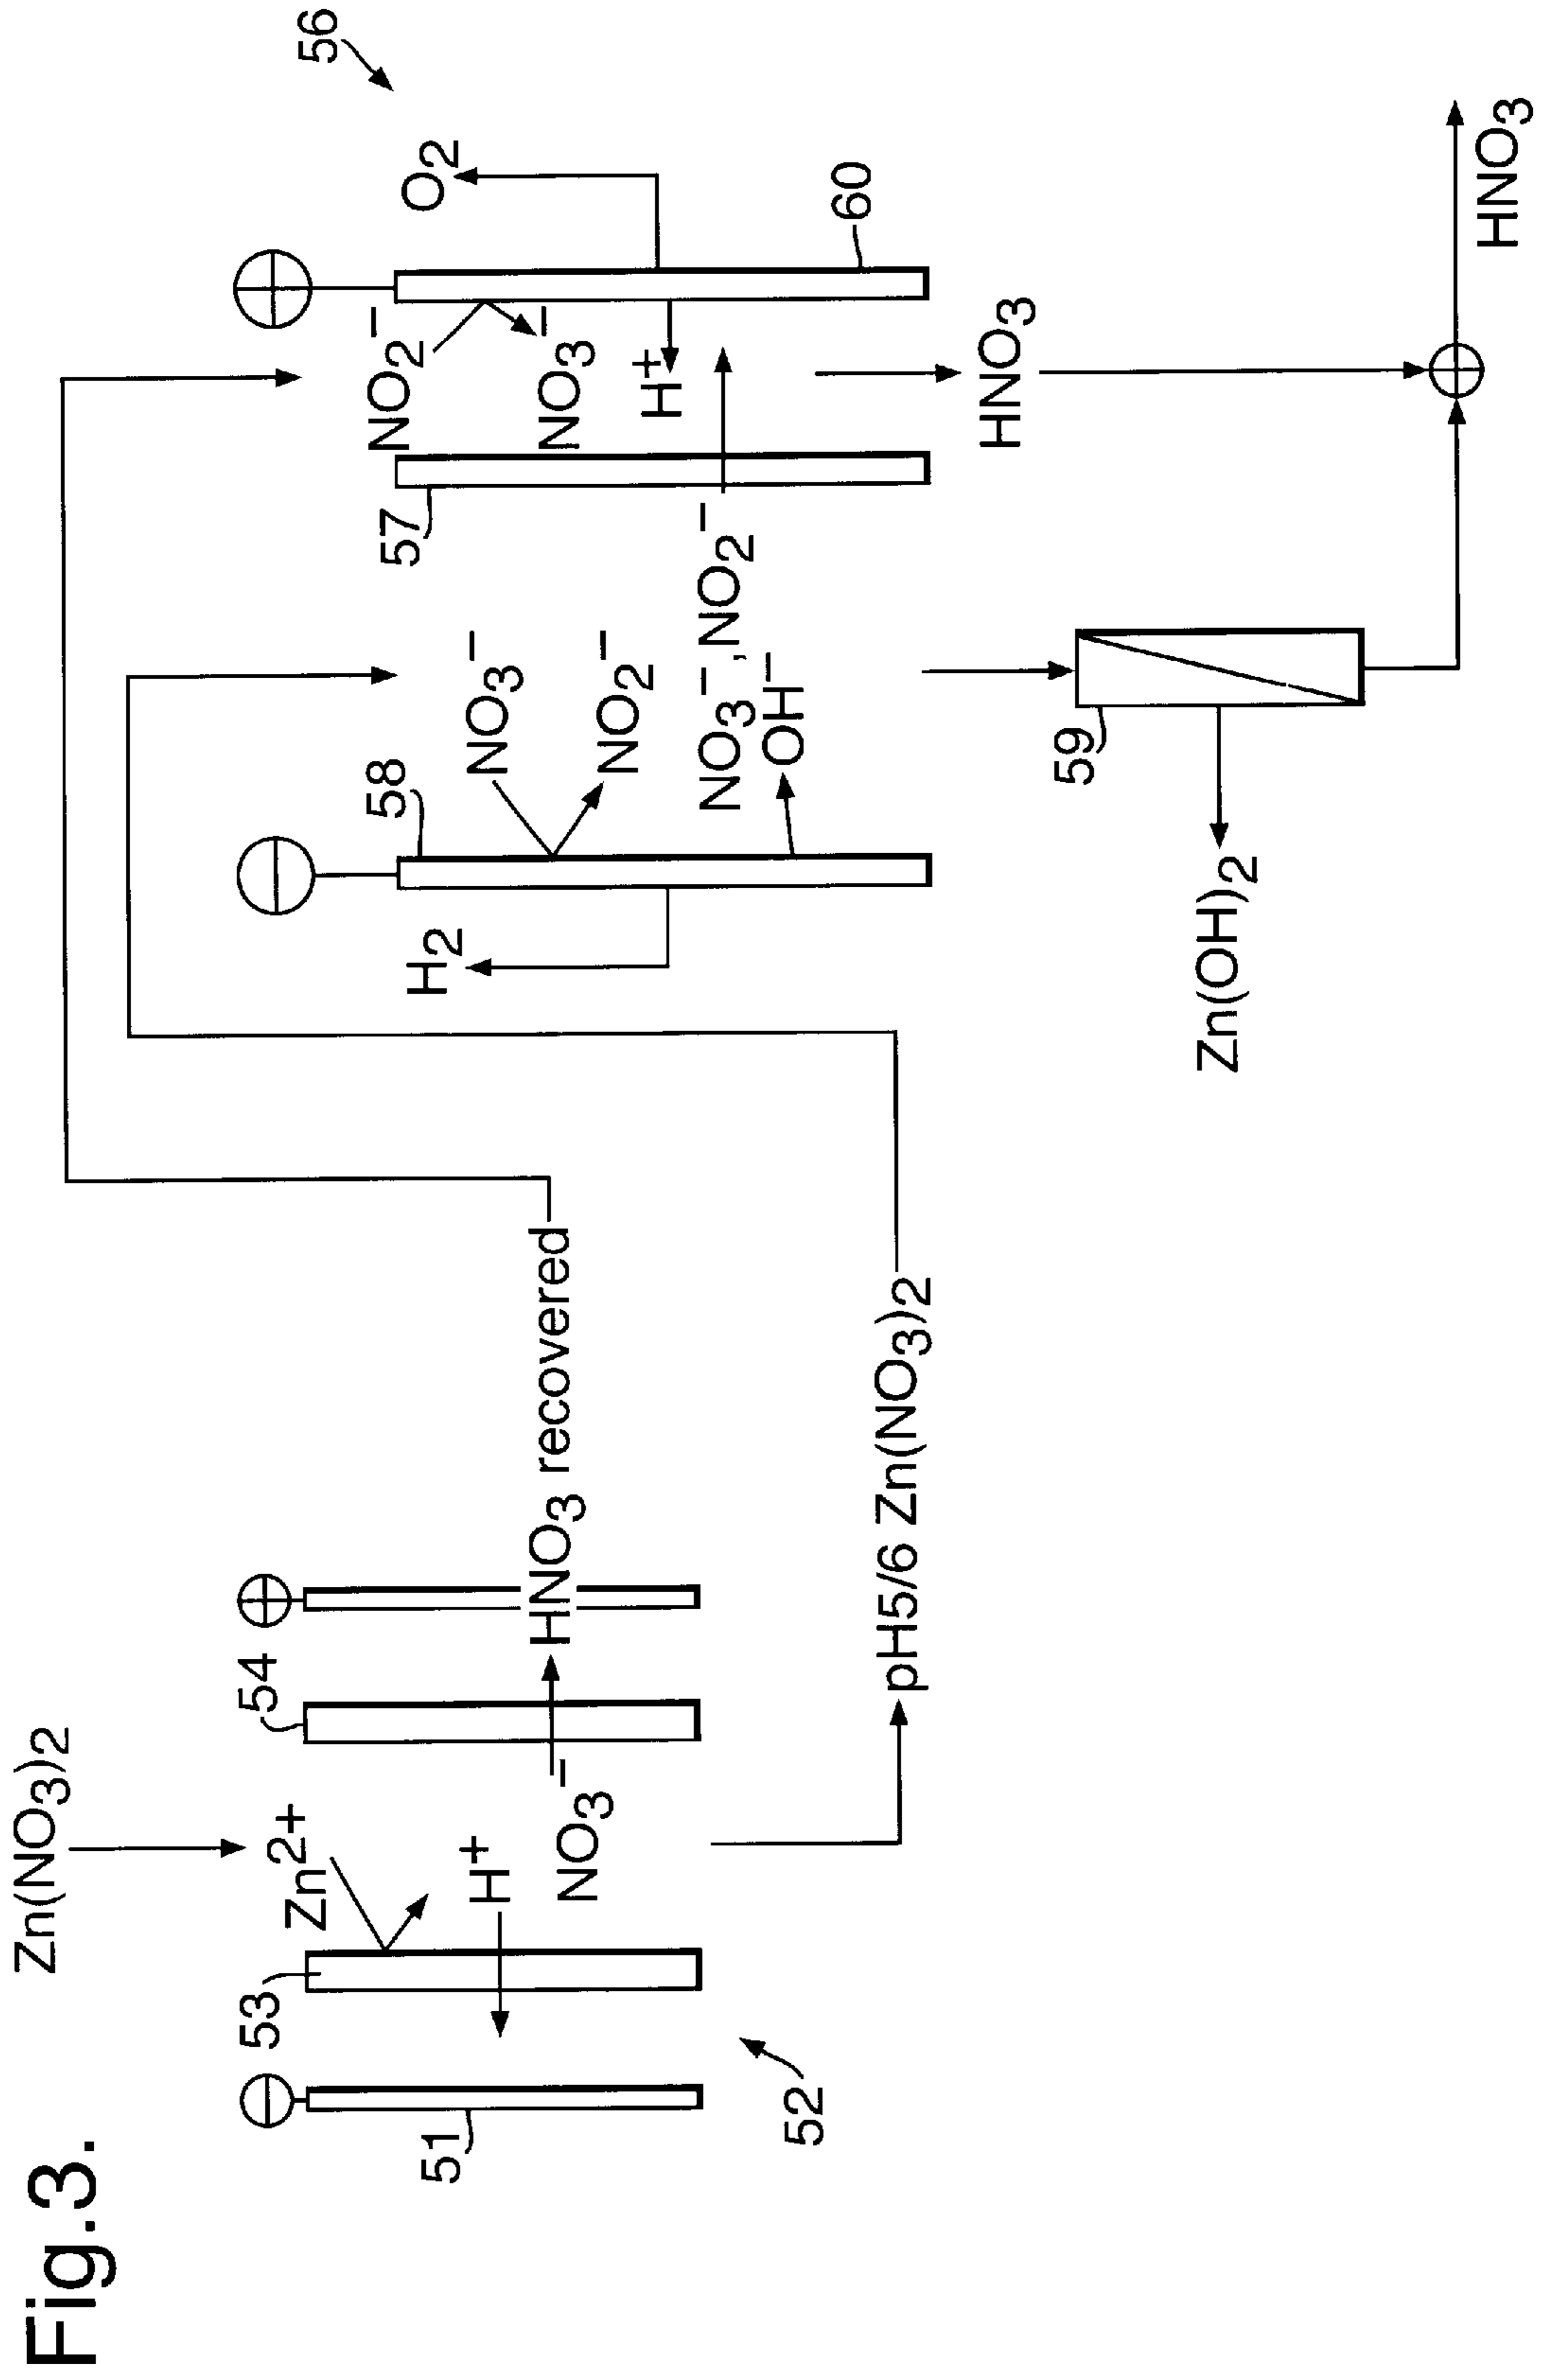 Fig.3.
Zn(NO3)2
51
52
53
54
Zn2+
H+
NO3−
HNO3 recovered
pH5/6 Zn(NO3)2
56
57
58
59
60
H2
O2
NO3−
NO2−
NO3−,NO2−
OH−
NO2−
NO3−
H+
HNO3
Zn(OH)2
HNO3